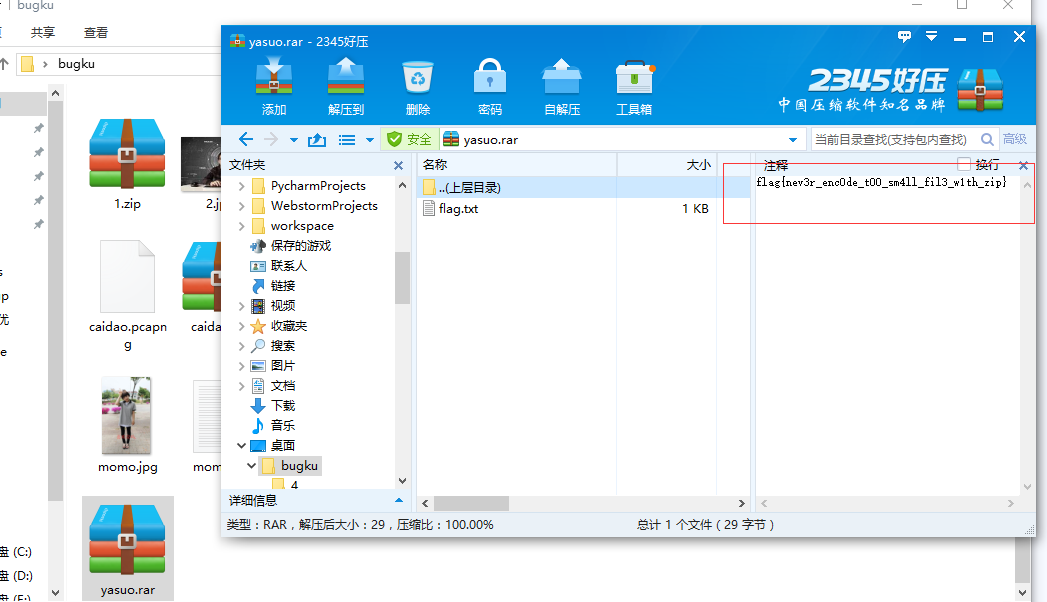 bugku
共享
查看
bugku
1.zip
2.j
caidao.pcapn
g
caida
momo.jpg
mom
yasuo.rar
盘 (C:)
盘 (D:)
盘 (E:)
yasuo.rar - 2345好压
添加
解压到
删除
密码
自解压
工具箱
2345好压
中国压缩软件知名品牌
安全
yasuo.rar
当前目录查找(支持包内查找)
高级
文件夹
PycharmProjects
WebstormProjects
workspace
保存的游戏
联系人
链接
视频
收藏夹
搜索
图片
文档
下载
音乐
桌面
bugku
4
详细信息
名称
大小
..(上层目录)
flag.txt
1 KB
注释
换行
flag{nev3r_enc0de_t00_sm4ll_fil3_w1th_zip}
类型：RAR，解压后大小：29，压缩比：100.00%
总计 1 个文件（29 字节）